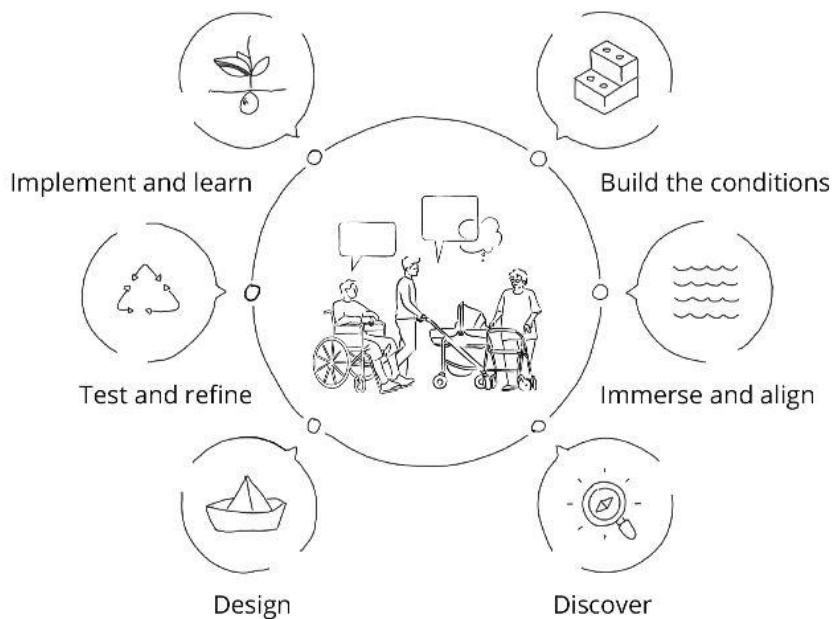 Implement and learn
Build the conditions
Test and refine
Immerse and align
Design
Discover